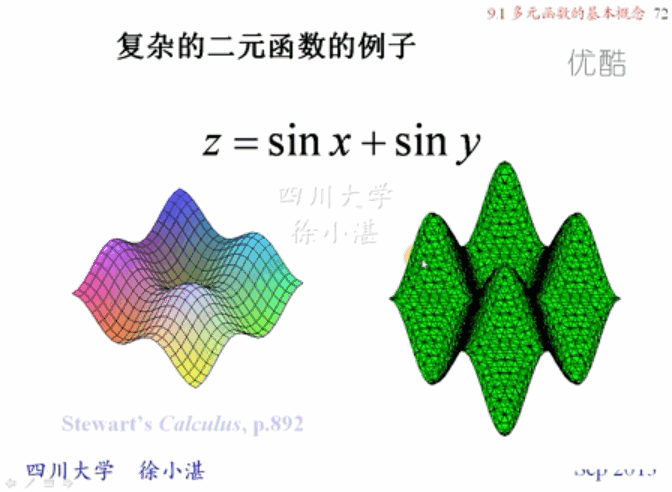 9.1 多元函数的基本概念 72
复杂的二元函数的例子
优酷
z = sin x + sin y
四川大学
徐小湛
Stewart's Calculus, p.892
四川大学 徐小湛